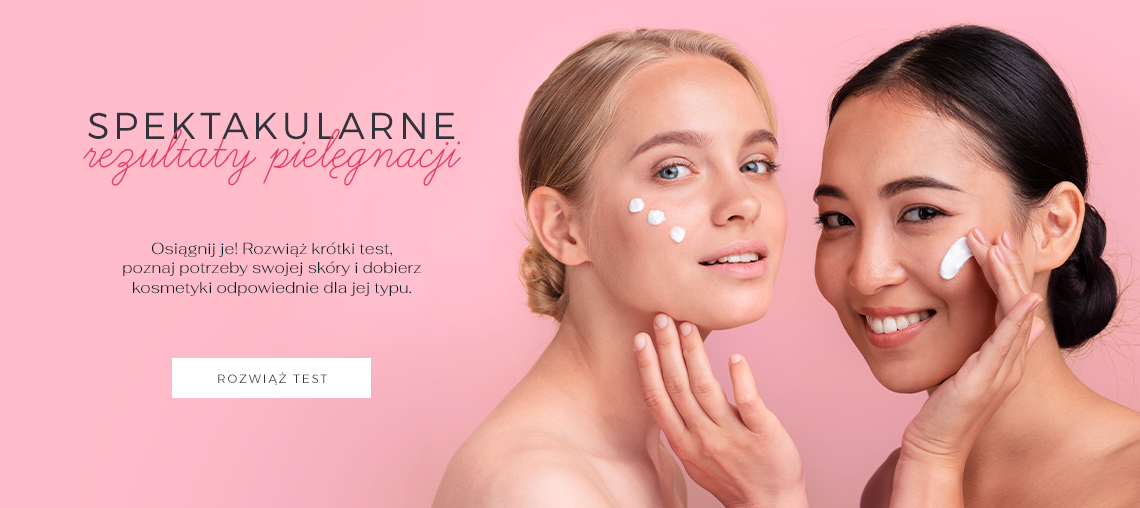 SPEKTAKULARNE
rezultaty pielęgnacji
Osiągnij je! Rozwiąż krótki test,
poznaj potrzeby swojej skóry i dobierz
kosmetyki odpowiednie dla jej typu.
ROZWIĄŻ TEST